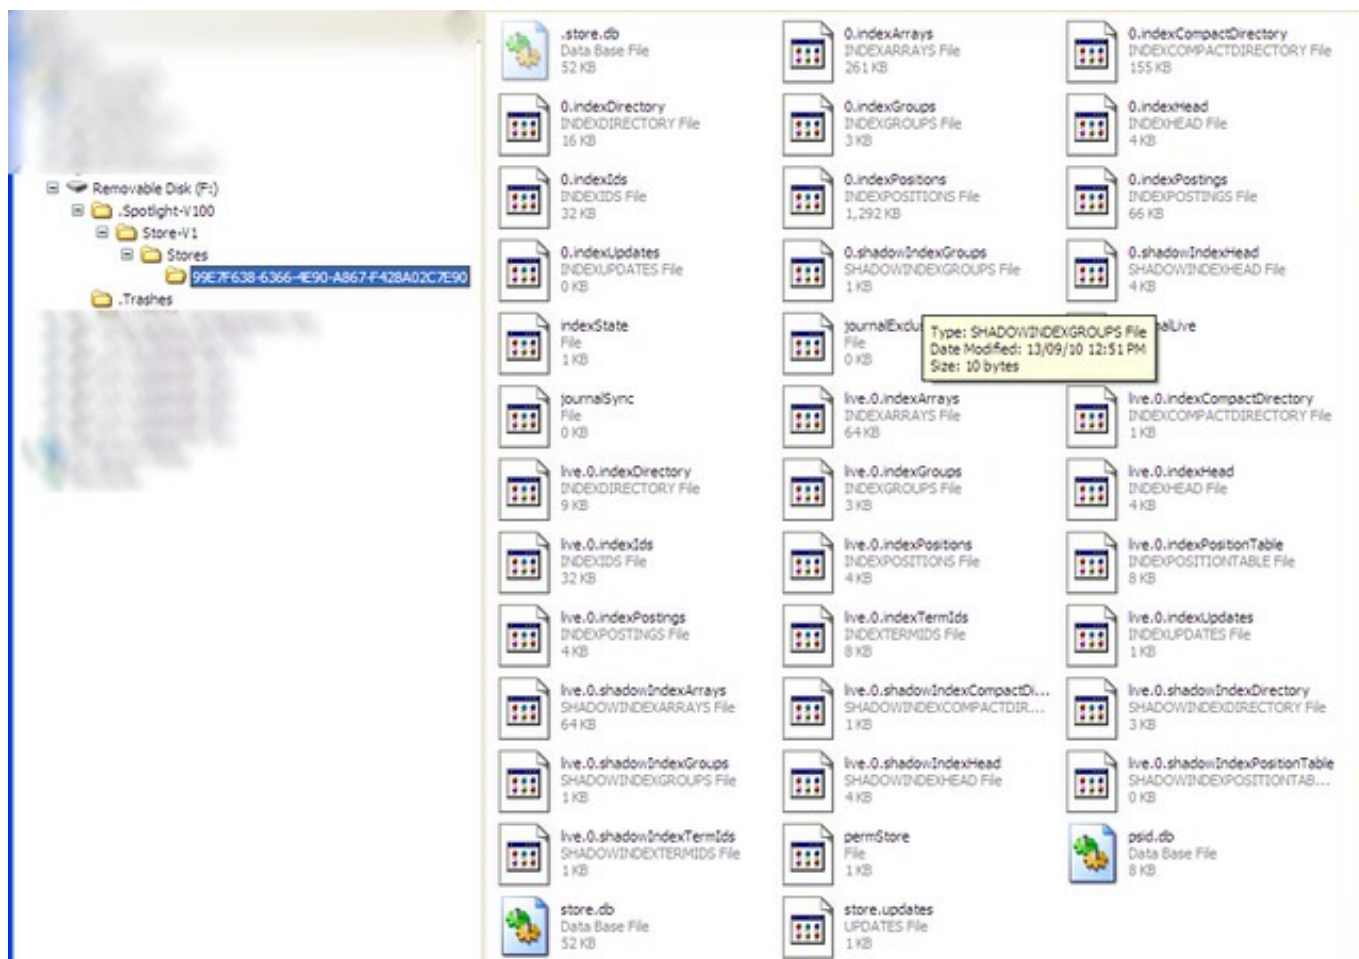 Removable Disk (F:)
.Spotlight-V100
Store-V1
Stores
99E7F638-6366-4E90-A867-F428A02C7E90
.Trashes
.store.db
Data Base File
52 KB
0.indexArrays
INDEXARRAYS File
261 KB
0.indexCompactDirectory
INDEXCOMPACTDIRECTORY File
155 KB
0.indexDirectory
INDEXDIRECTORY File
16 KB
0.indexGroups
INDEXGROUPS File
3 KB
0.indexHead
INDEXHEAD File
4 KB
0.indexIds
INDEXIDS File
32 KB
0.indexPositions
INDEXPOSITIONS File
1,292 KB
0.indexPostings
INDEXPOSTINGS File
66 KB
0.indexUpdates
INDEXUPDATES File
0 KB
0.shadowIndexGroups
SHADOWINDEXGROUPS File
1 KB
0.shadowIndexHead
SHADOWINDEXHEAD File
4 KB
indexState
File
1 KB
journalExclu
File
0 KB
alLive
Type: SHADOWINDEXGROUPS File
Date Modified: 13/09/10 12:51 PM
Size: 10 bytes
journalSync
File
0 KB
live.0.indexArrays
INDEXARRAYS File
64 KB
live.0.indexCompactDirectory
INDEXCOMPACTDIRECTORY File
1 KB
live.0.indexDirectory
INDEXDIRECTORY File
9 KB
live.0.indexGroups
INDEXGROUPS File
3 KB
live.0.indexHead
INDEXHEAD File
4 KB
live.0.indexIds
INDEXIDS File
32 KB
live.0.indexPositions
INDEXPOSITIONS File
4 KB
live.0.indexPositionTable
INDEXPOSITIONTABLE File
8 KB
live.0.indexPostings
INDEXPOSTINGS File
4 KB
live.0.indexTermIds
INDEXTERMIDS File
8 KB
live.0.indexUpdates
INDEXUPDATES File
1 KB
live.0.shadowIndexArrays
SHADOWINDEXARRAYS File
64 KB
live.0.shadowIndexCompactDi...
SHADOWINDEXCOMPACTDIR...
1 KB
live.0.shadowIndexDirectory
SHADOWINDEXDIRECTORY File
3 KB
live.0.shadowIndexGroups
SHADOWINDEXGROUPS File
1 KB
live.0.shadowIndexHead
SHADOWINDEXHEAD File
4 KB
live.0.shadowIndexPositionTable
SHADOWINDEXPOSITIONTAB...
0 KB
live.0.shadowIndexTermIds
SHADOWINDEXTERMIDS File
1 KB
permStore
File
1 KB
psid.db
Data Base File
8 KB
store.db
Data Base File
52 KB
store.updates
UPDATES File
1 KB